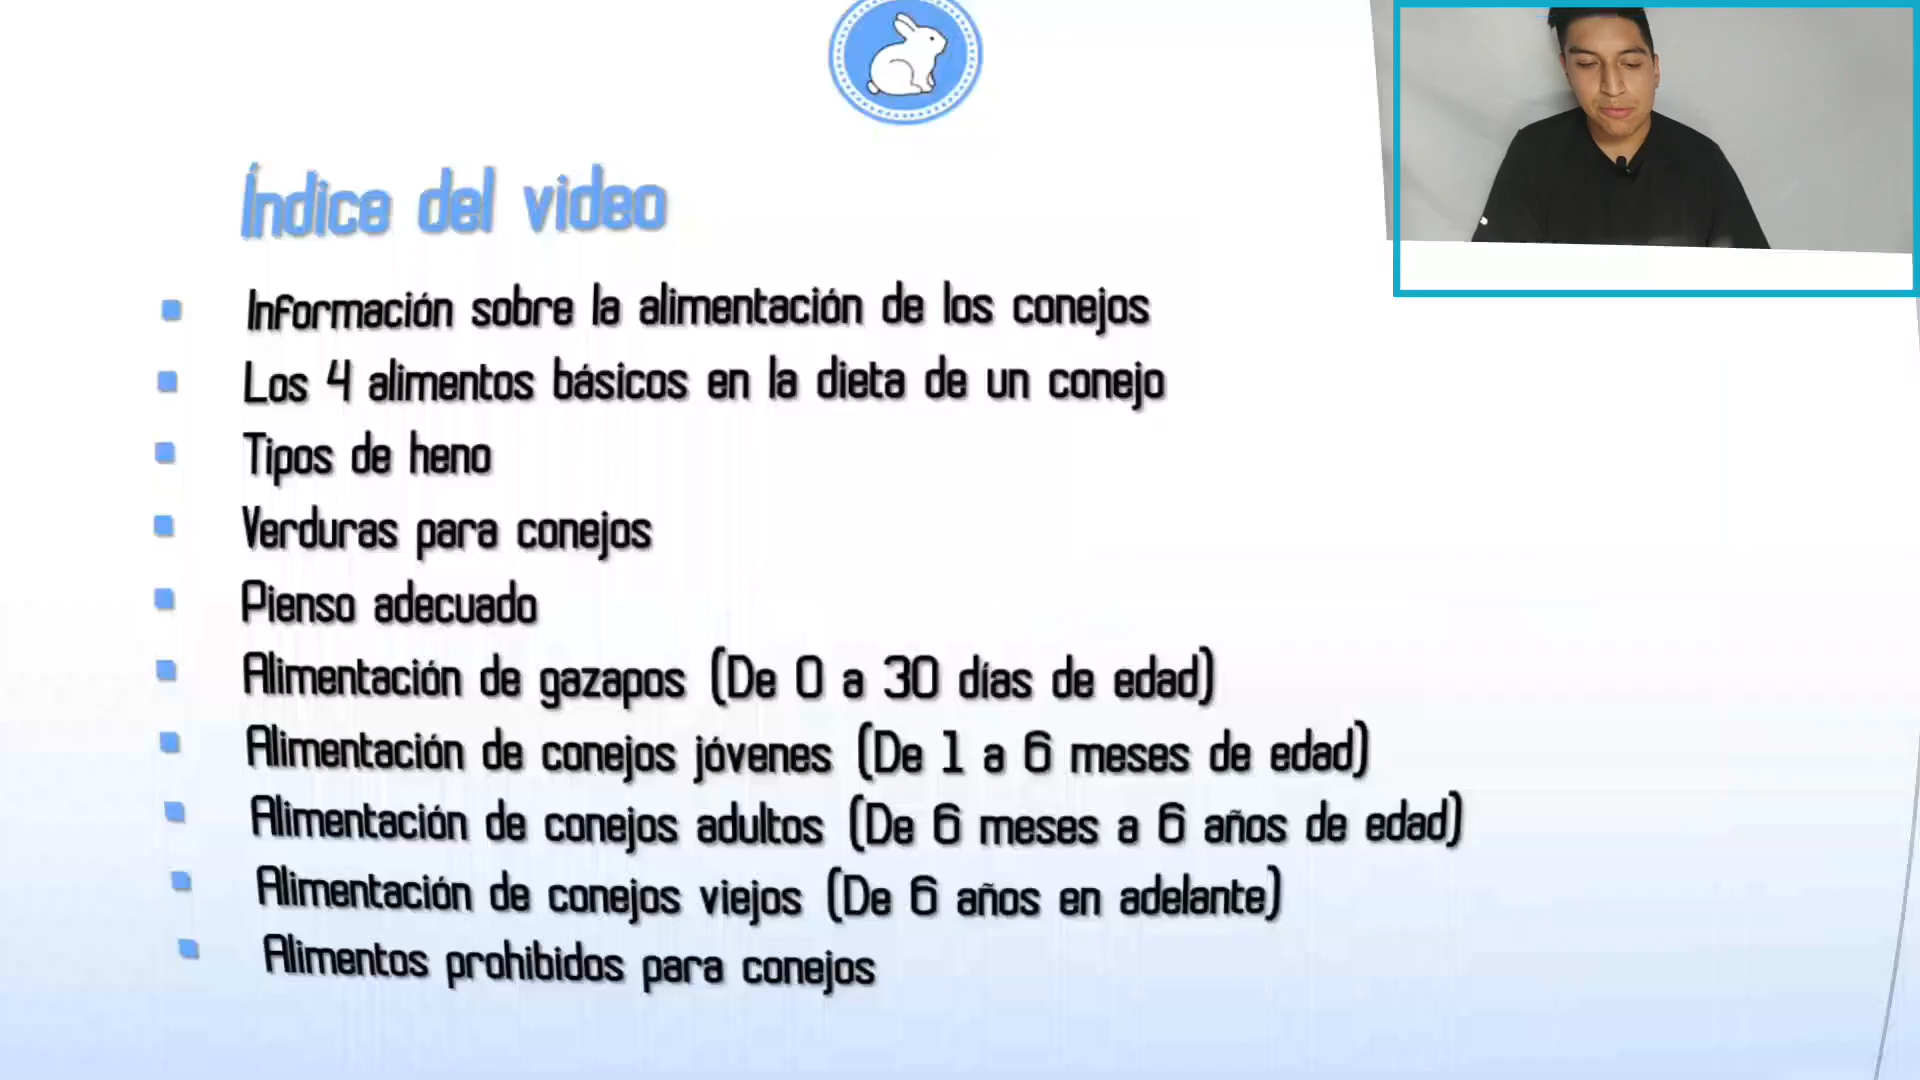 Índice del video
Información sobre la alimentación de los conejos
Los 4 alimentos básicos en la dieta de un conejo
Tipos de heno
Verduras para conejos
Pienso adecuado
Alimentación de gazapos (De 0 a 30 días de edad)
Alimentación de conejos jóvenes (De 1 a 6 meses de edad)
Alimentación de conejos adultos (De 6 meses a 6 años de edad)
Alimentación de conejos viejos (De 6 años en adelante)
Alimentos prohibidos para conejos